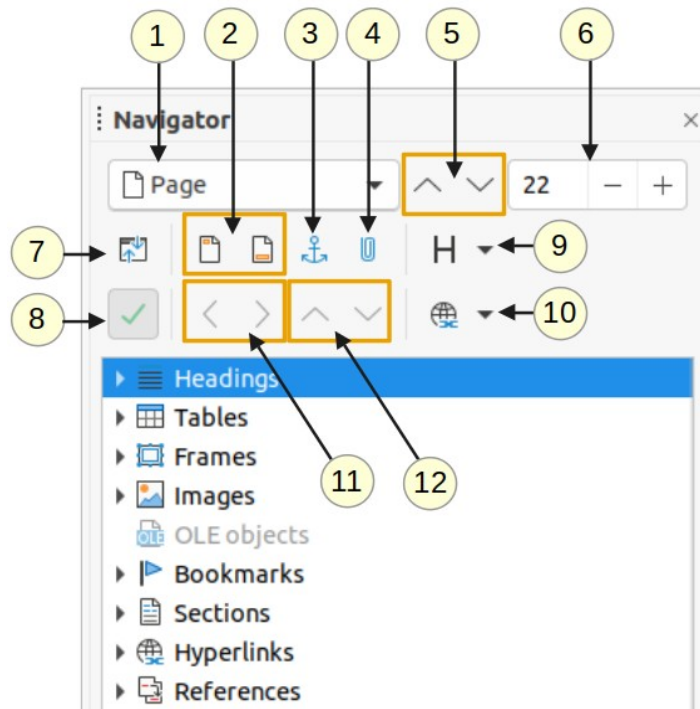 1 2 3 4 5 6
Navigator
Page 22
7 H 9
8 10
Headings
Tables
11 12
Frames
Images
OLE OLE objects
Bookmarks
Sections
Hyperlinks
References